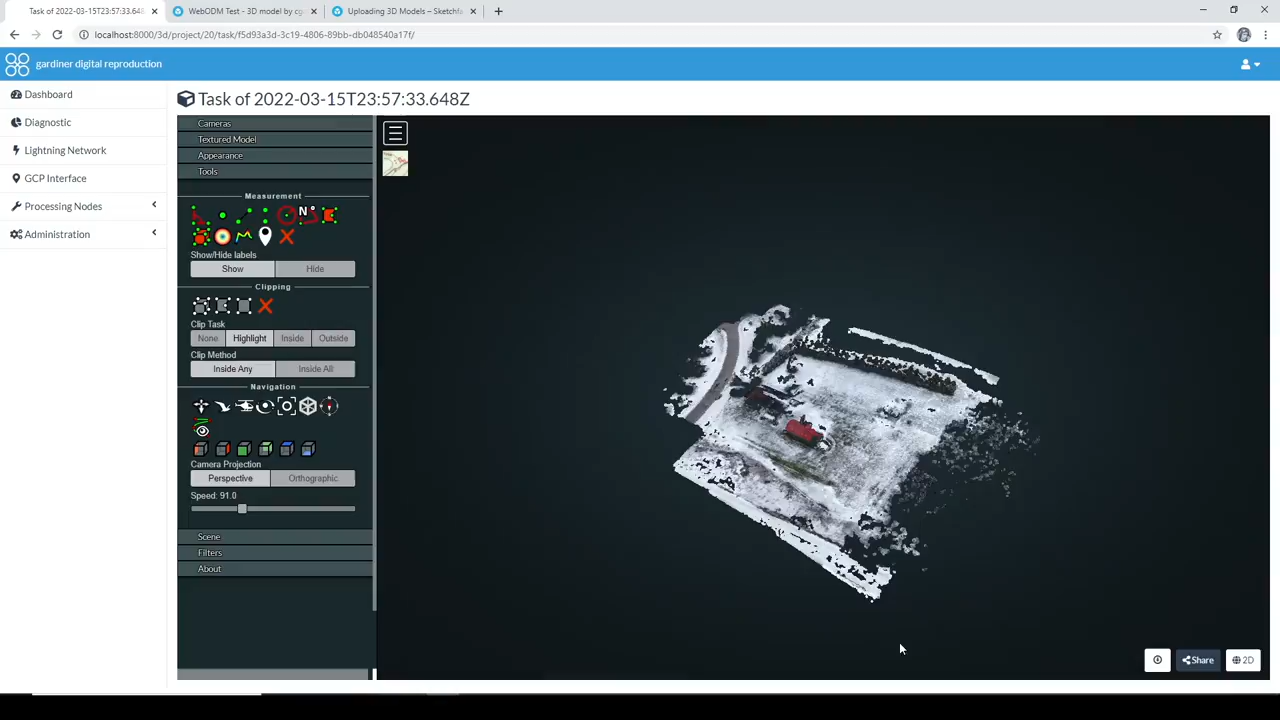 Task of 2022-03-15T23:57:33.648
WebODM Test - 3D model by cg
Uploading 3D Models – Sketchfa
localhost:8000/3d/project/20/task/f5d93a3d-3c19-4806-89bb-db048540a17f/
gardiner digital reproduction
Dashboard
Diagnostic
Lightning Network
GCP Interface
Processing Nodes
Administration
Task of 2022-03-15T23:57:33.648Z
Cameras
Textured Model
Appearance
Tools
Measurement
N°
Show/Hide labels
Show Hide
Clipping
Clip Task
None Highlight Inside Outside
Clip Method
Inside Any Inside All
Navigation
Camera Projection
Perspective Orthographic
Speed: 91.0
Scene
Filters
About
Share
2D